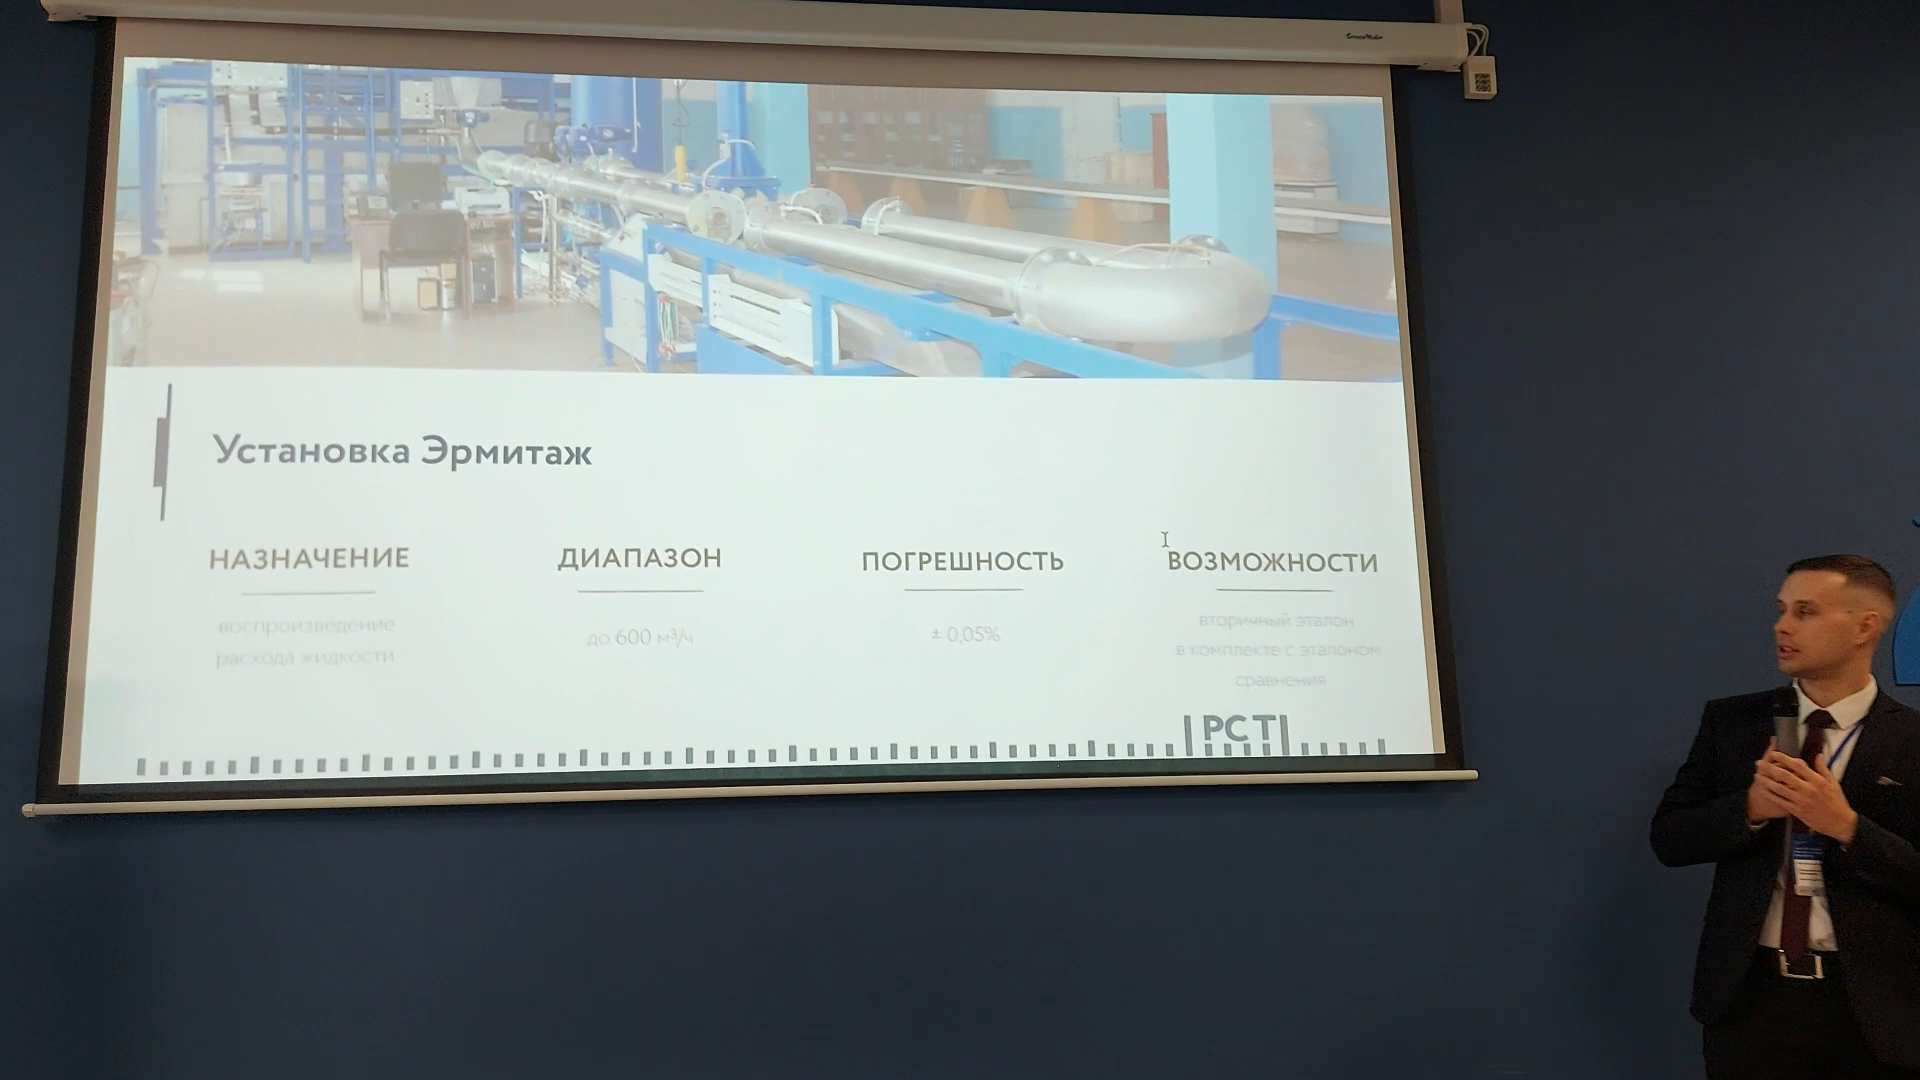 Установка Эрмитаж
НАЗНАЧЕНИЕ
воспроизведение
расхода жидкости
ДИАПАЗОН
до 600 м³/ч
ПОГРЕШНОСТЬ
± 0,05%
ВОЗМОЖНОСТИ
вторичный эталон
в комплекте с эталоном
сравнения
РСТ